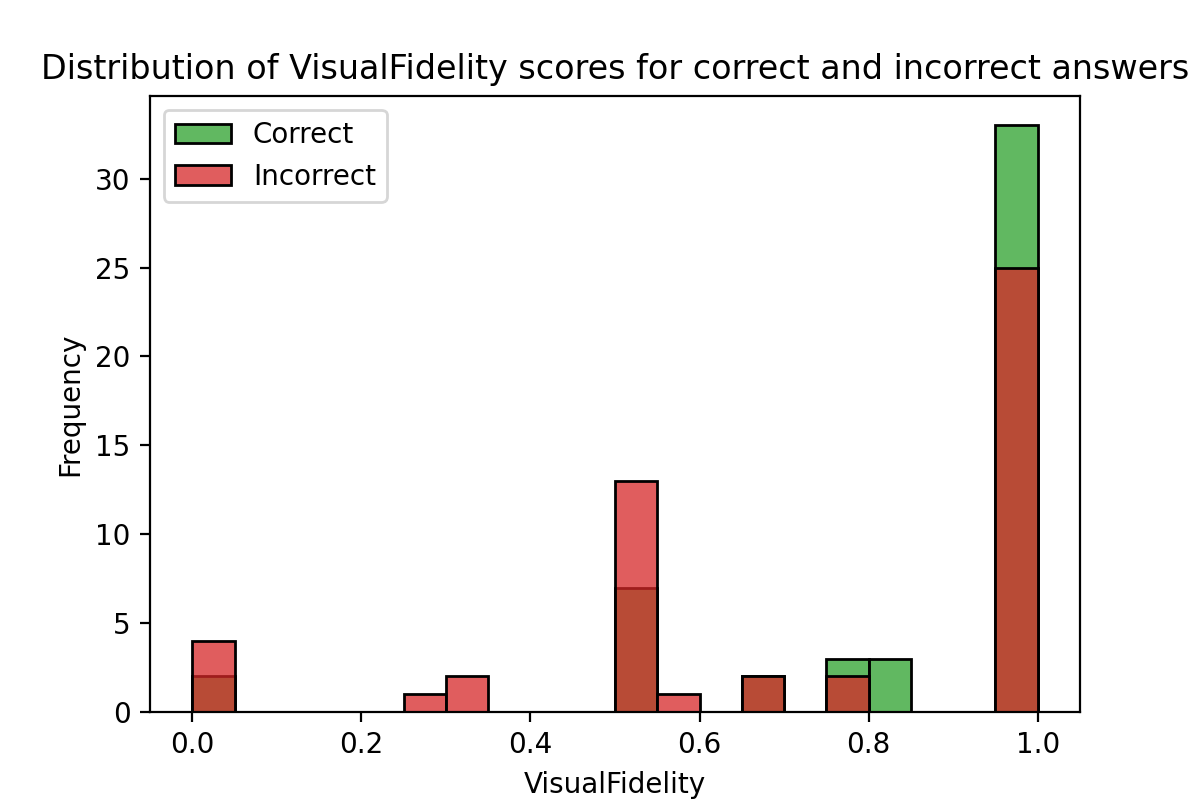 Distribution of VisualFidelity scores for correct and incorrect answers
Correct
Incorrect
Frequency
30
25
20
15
10
5
0
0.0 0.2 0.4 0.6 0.8 1.0
VisualFidelity